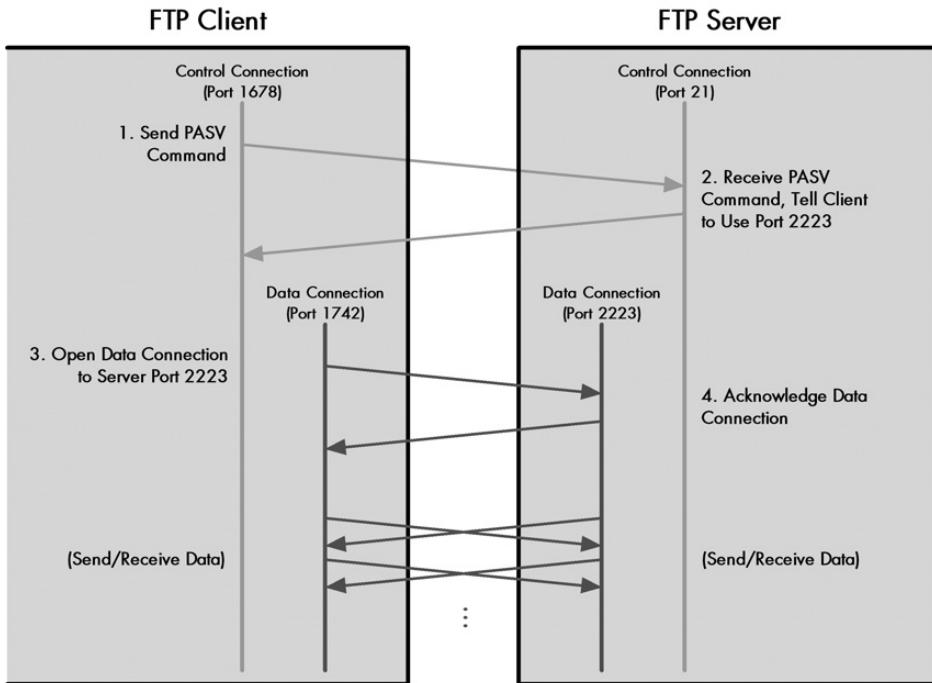 FTP Client
FTP Server
Control Connection
(Port 1678)
Control Connection
(Port 21)
1. Send PASV
Command
2. Receive PASV
Command, Tell Client
to Use Port 2223
Data Connection
(Port 1742)
Data Connection
(Port 2223)
3. Open Data Connection
to Server Port 2223
4. Acknowledge Data
Connection
(Send/Receive Data)
(Send/Receive Data)